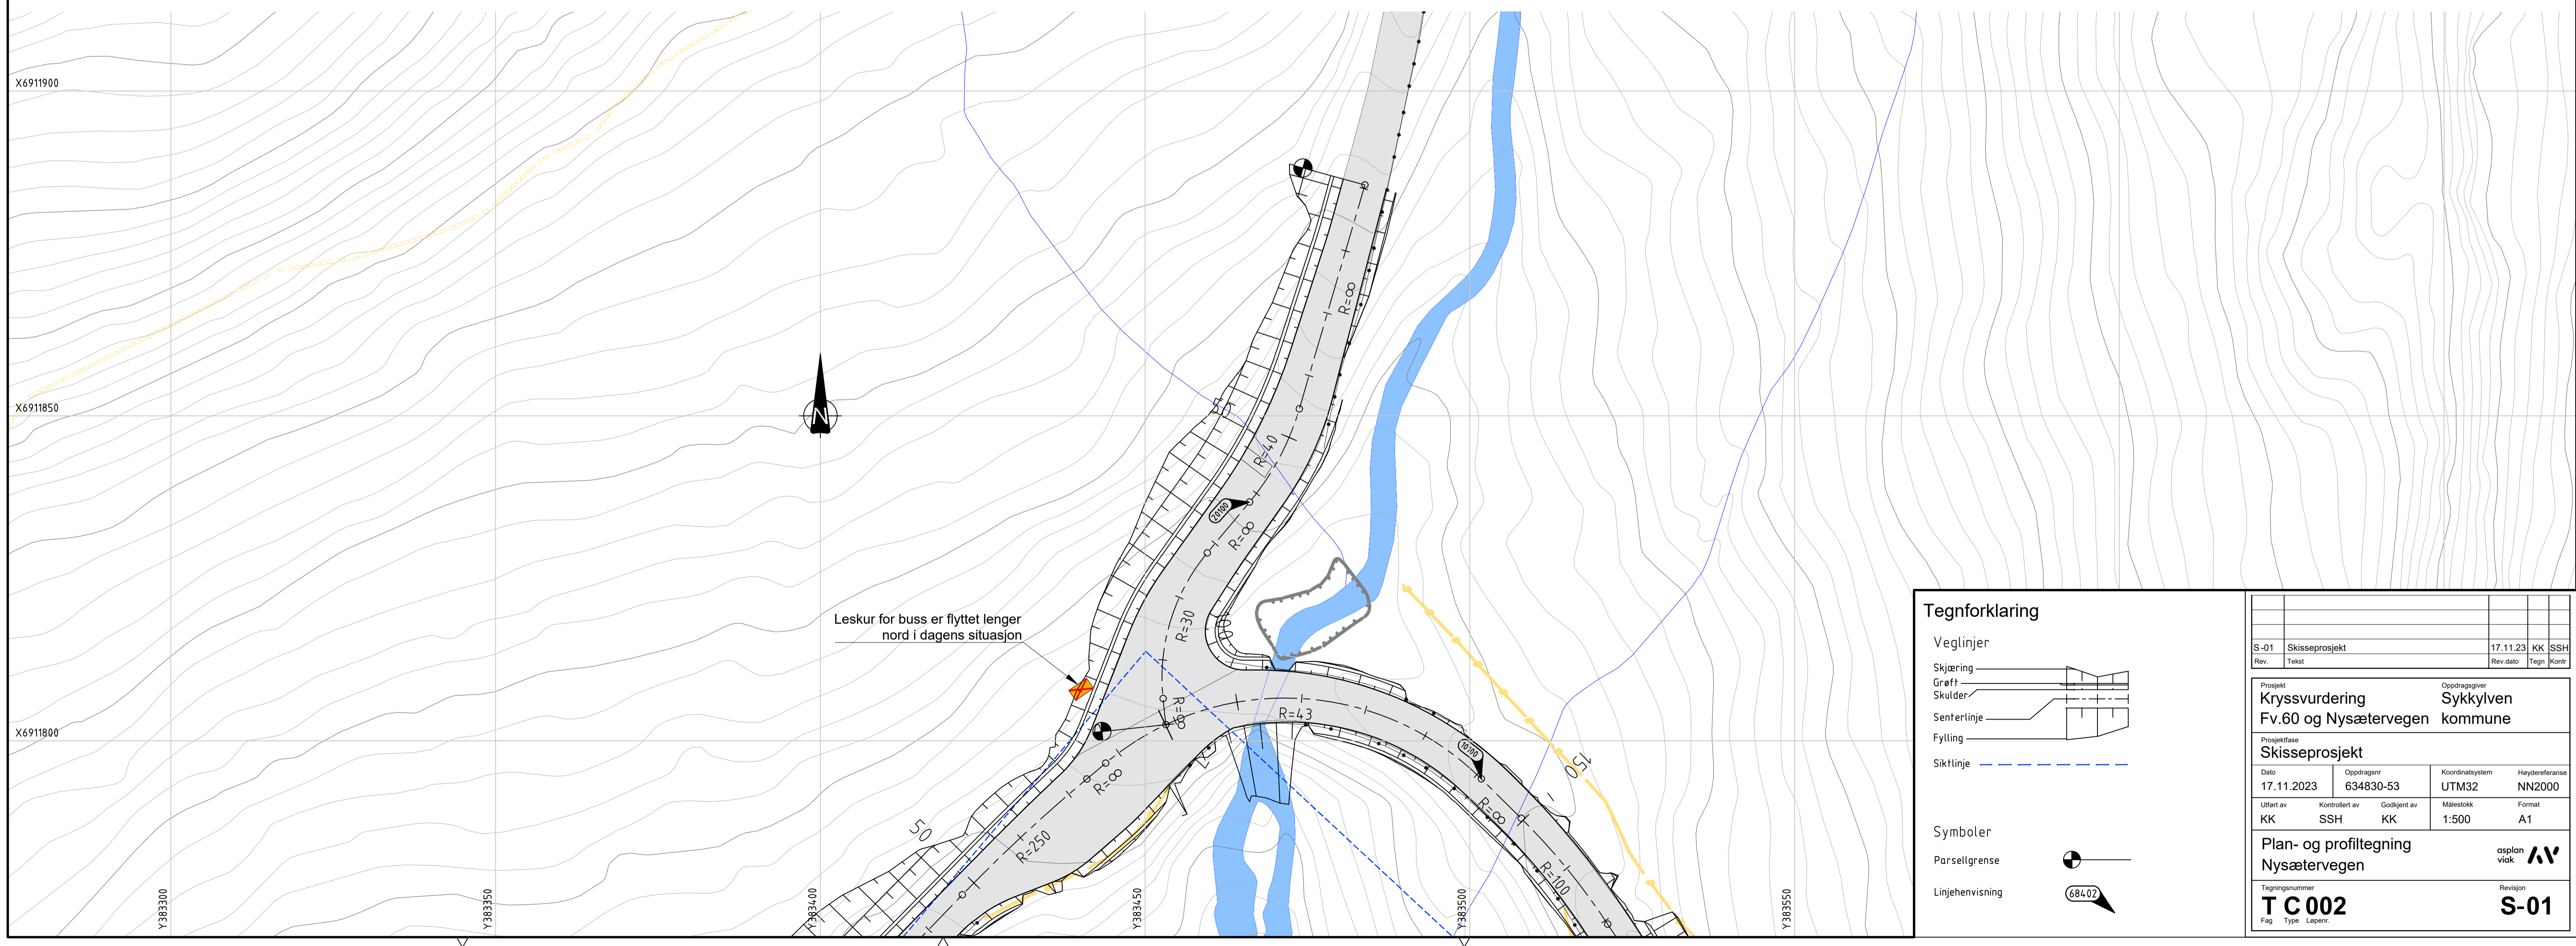 X6911900
X6911850
X6911800
Y383300
Y383350
Y383400
Y383450
Y383500
Y383550
N
R=∞
R=40
20100
R=∞
R=30
R=∞
R=43
10100
R=∞
R=100
R=∞
R=250
50
150
Leskur for buss er flyttet lenger
nord i dagens situasjon
Tegnforklaring
Veglinjer
Skjæring
Grøft
Skulder
Senterlinje
Fylling
Siktlinje
Symboler
Parsellgrense
Linjehenvisning
68402
S-01 Skisseprosjekt 17.11.23 KK SSH
Rev. Tekst Rev.dato Tegn Kontr
Prosjekt Oppdragsgiver
Kryssvurdering Sykkylven
Fv.60 og Nysætervegen kommune
Prosjektfase
Skisseprosjekt
Dato Oppdragsnr Koordinatsystem Høydereferanse
17.11.2023 634830-53 UTM32 NN2000
Utført av Kontrollert av Godkjent av Målestokk Format
KK SSH KK 1:500 A1
Plan- og profiltegning
Nysætervegen
asplan
viak
Tegningsnummer Revisjon
T C 002 S-01
Fag Type Løpenr.